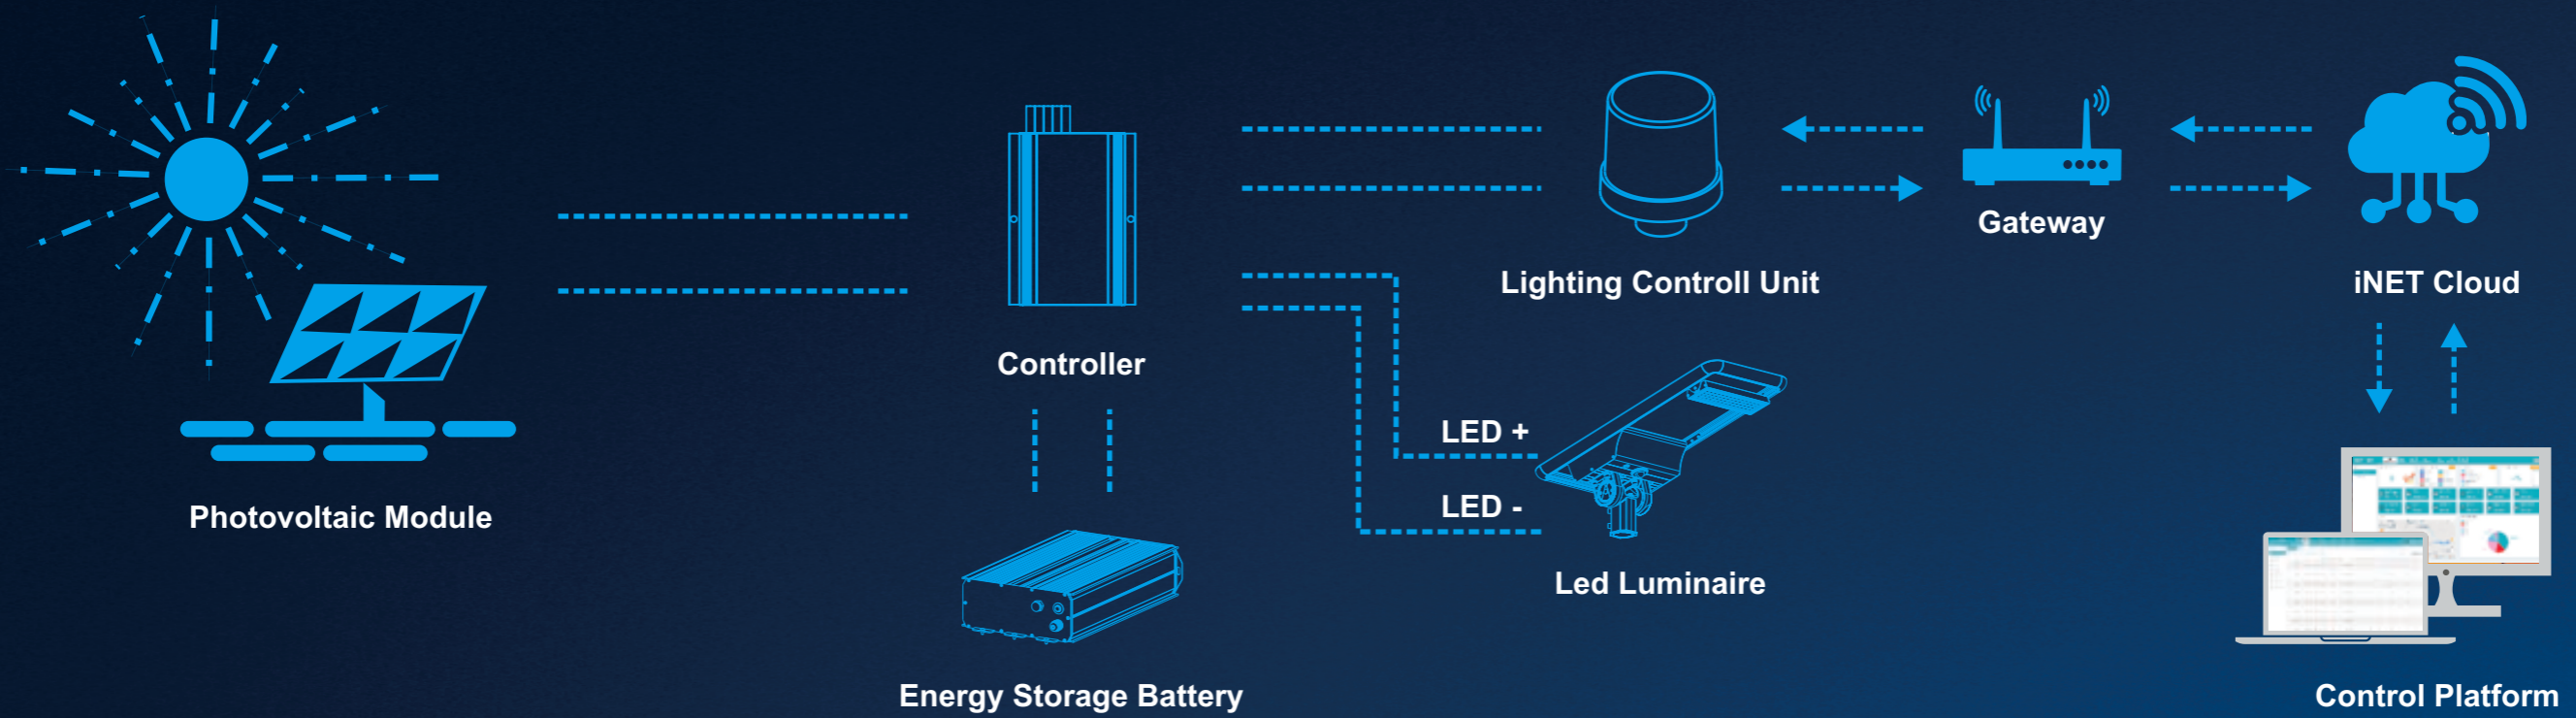 Photovoltaic Module
Controller
Energy Storage Battery
Lighting Controll Unit
LED +
LED -
Led Luminaire
Gateway
iNET Cloud
Control Platform